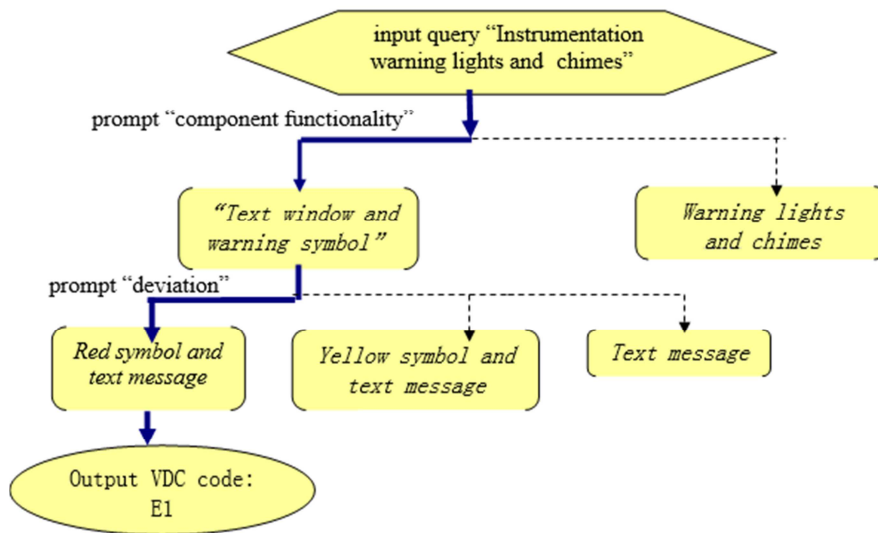 input query “Instrumentation
warning lights and chimes”
prompt “component functionality”
“Text window and
warning symbol”
Warning lights
and chimes
prompt “deviation”
Red symbol and
text message
Yellow symbol and
text message
Text message
Output VDC code:
E1